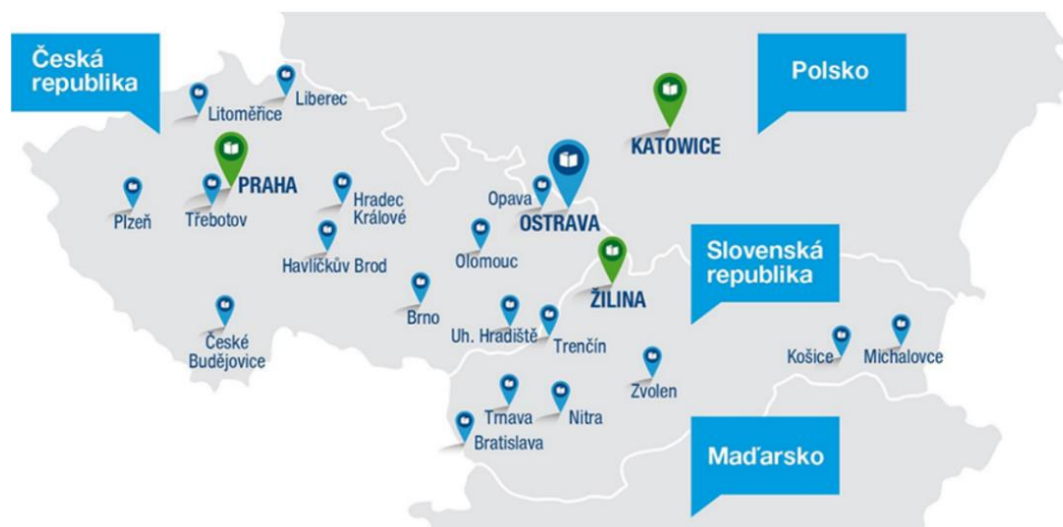 Česká
republika
Polsko
Liberec
Litoměřice
KATOWICE
PRAHA
Opava
Hradec
Králové
Plzeň
Třebotov
OSTRAVA
Slovenská
republika
Havlíčkův Brod
Olomouc
ŽILINA
Brno
Uh. Hradiště
Trenčín
České
Budějovice
Košice
Michalovce
Zvolen
Trnava
Nitra
Bratislava
Maďarsko